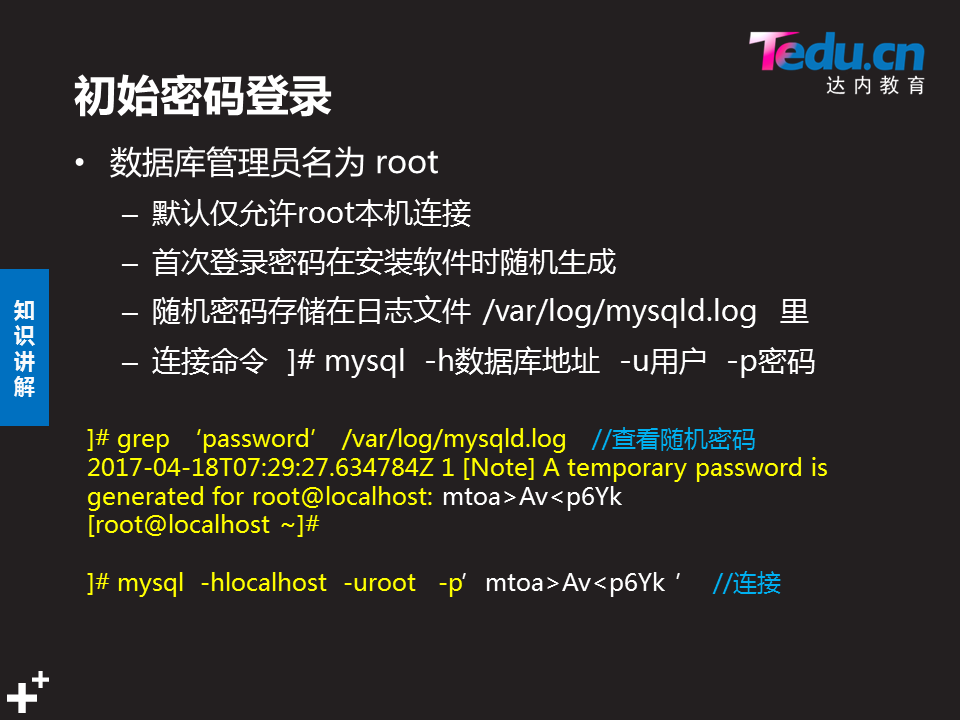 Tedu.cn
达内教育
初始密码登录
• 数据库管理员名为 root
– 默认仅允许root本机连接
– 首次登录密码在安装软件时随机生成
– 随机密码存储在日志文件 /var/log/mysqld.log 里
– 连接命令 ]# mysql -h数据库地址 -u用户 -p密码
知识讲解
]# grep ‘password’ /var/log/mysqld.log //查看随机密码
2017-04-18T07:29:27.634784Z 1 [Note] A temporary password is
generated for root@localhost: mtoa>Av<p6Yk
[root@localhost ~]#
]# mysql -hlocalhost -uroot -p’ mtoa>Av<p6Yk ’ //连接